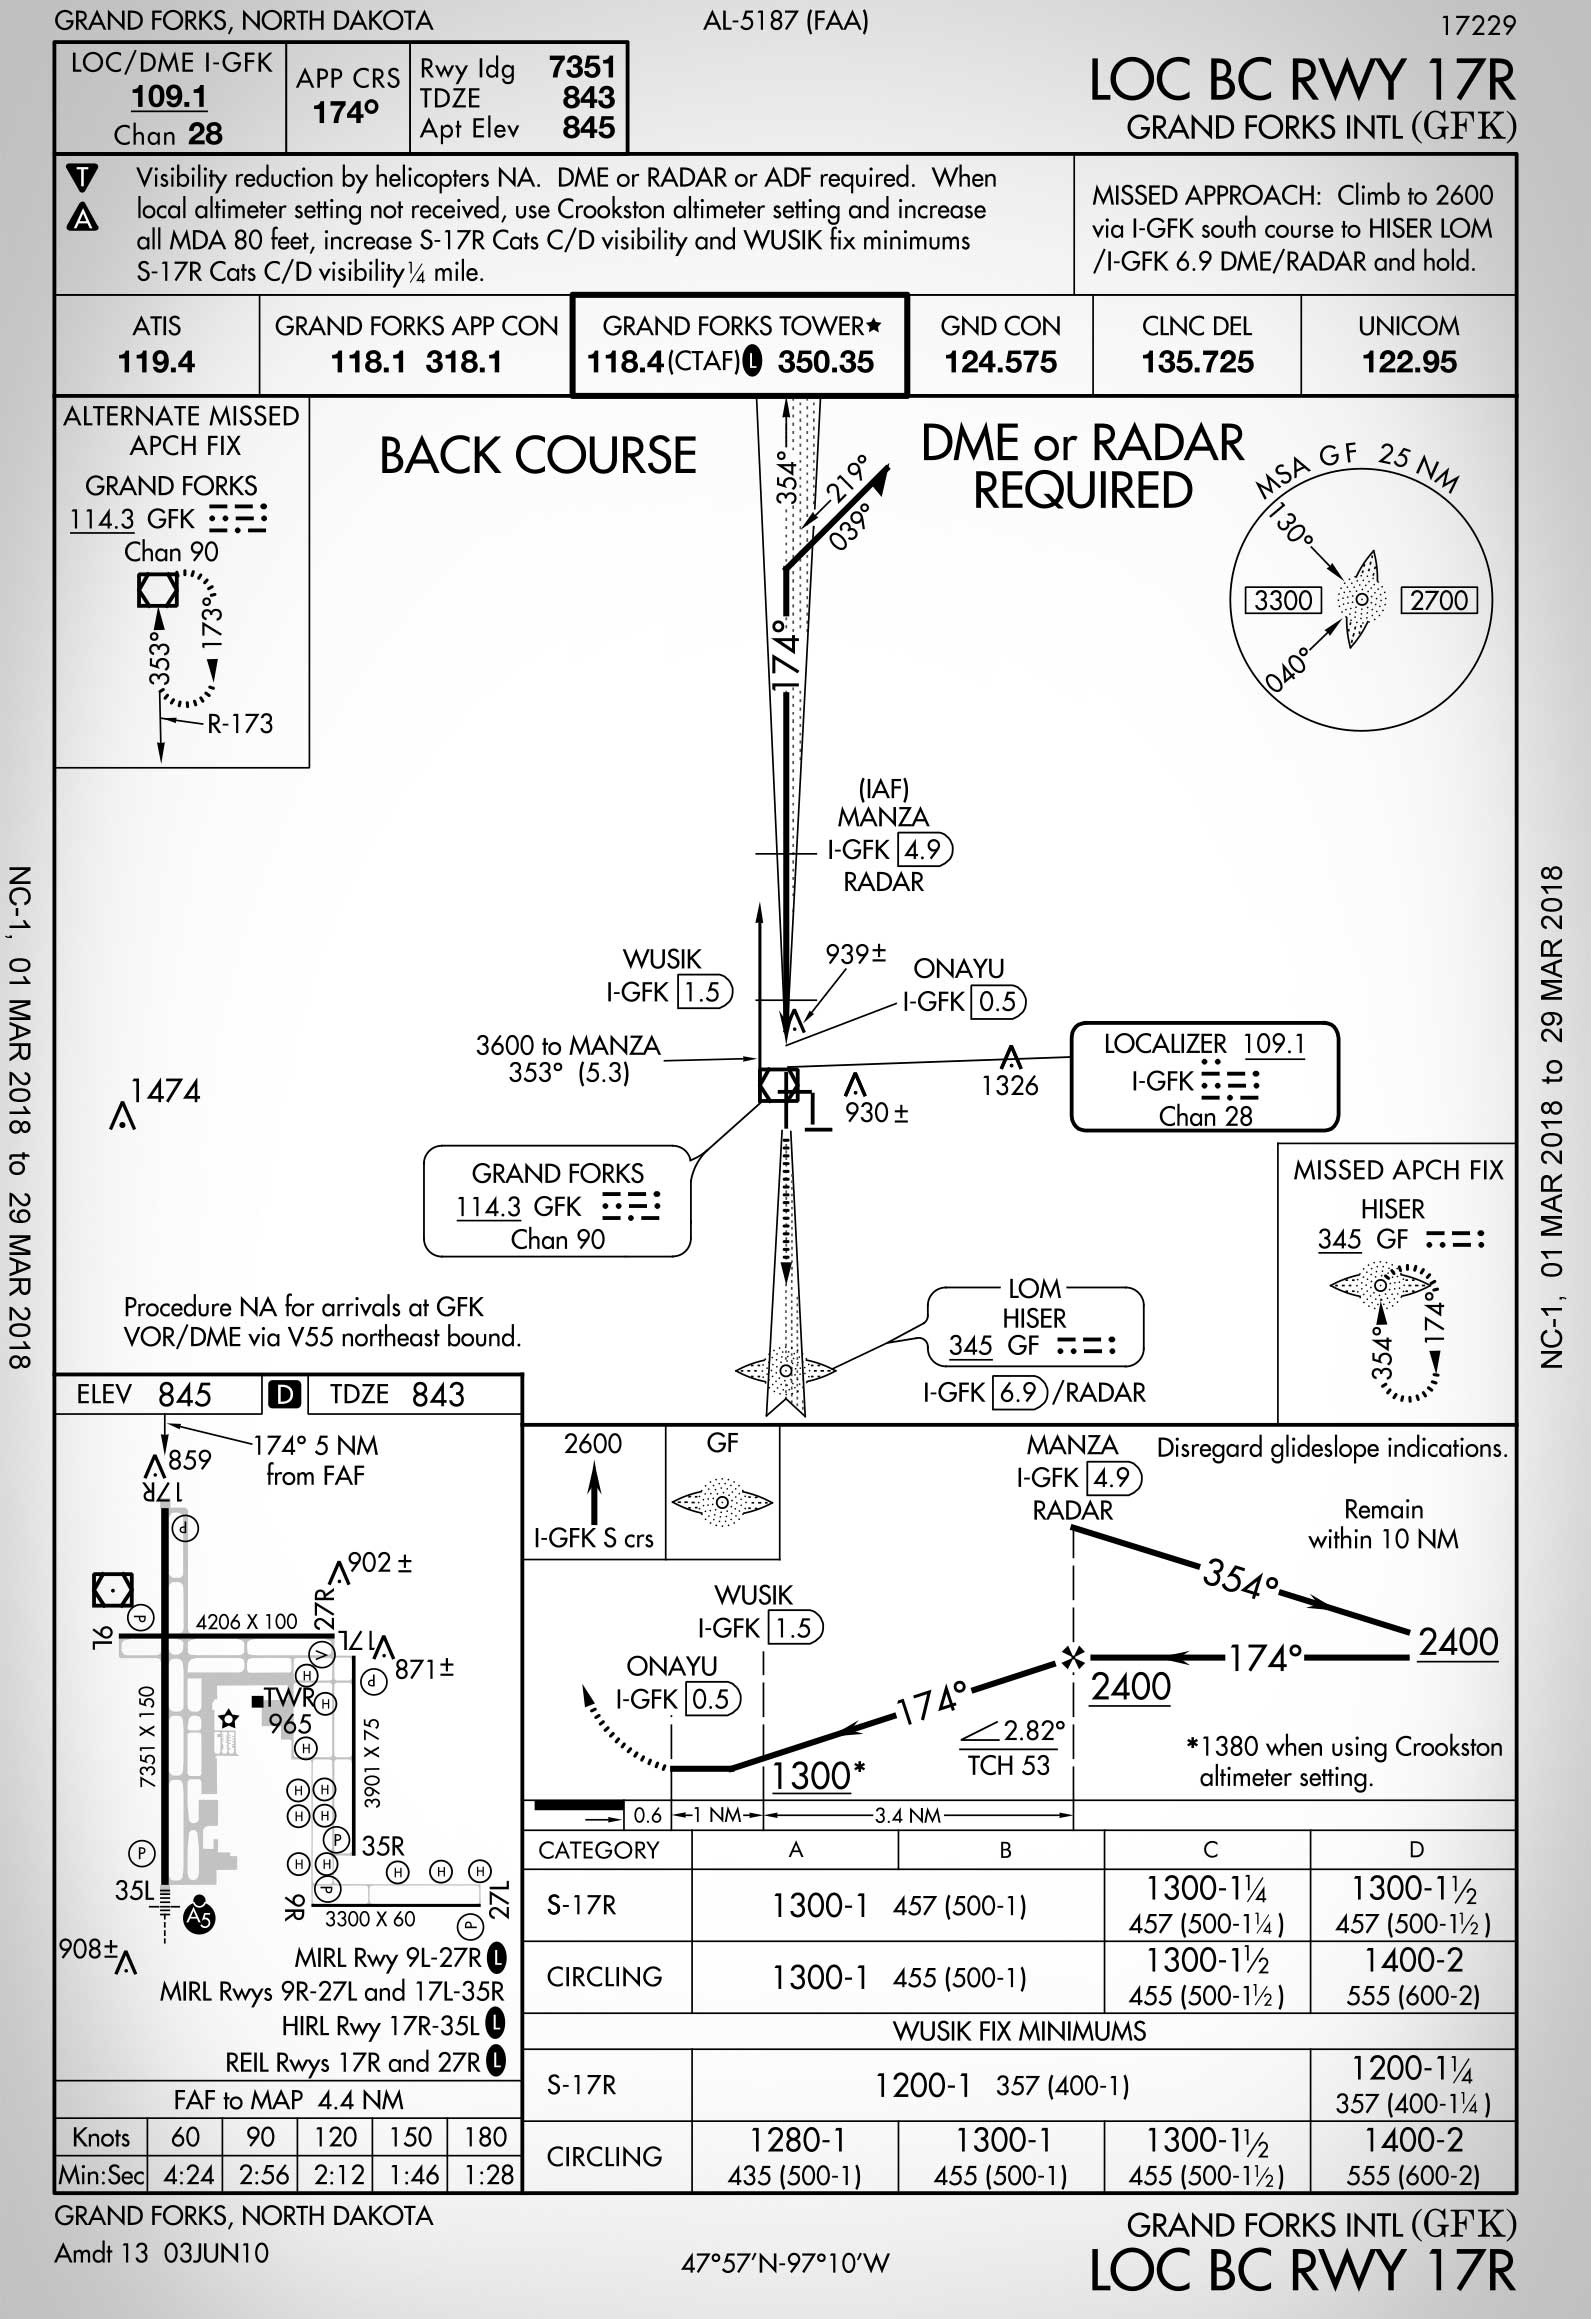 GRAND FORKS, NORTH DAKOTA
AL-5187 (FAA)
17229
LOC/DME I-GFK
109.1
Chan 28
APP CRS
174°
Rwy ldg 7351
TDZE 843
Apt Elev 845
LOC BC RWY 17R
GRAND FORKS INTL (GFK)
T
A
Visibility reduction by helicopters NA. DME or RADAR or ADF required. When
local altimeter setting not received, use Crookston altimeter setting and increase
all MDA 80 feet, increase S-17R Cats C/D visibility and WUSIK fix minimums
S-17R Cats C/D visibility ¼ mile.
MISSED APPROACH: Climb to 2600
via I-GFK south course to HISER LOM
/I-GFK 6.9 DME/RADAR and hold.
ATIS
119.4
GRAND FORKS APP CON
118.1 318.1
GRAND FORKS TOWER★
118.4 (CTAF) L 350.35
GND CON
124.575
CLNC DEL
135.725
UNICOM
122.95
ALTERNATE MISSED
APCH FIX
GRAND FORKS
114.3 GFK
Chan 90
353°
173°
R-173
BACK COURSE
DME or RADAR
REQUIRED
354°
219°
039°
174°
MSA GF 25 NM
130°
3300
2700
040°
(IAF)
MANZA
I-GFK 4.9
RADAR
WUSIK
I-GFK 1.5
939±
ONAYU
I-GFK 0.5
3600 to MANZA
353° (5.3)
LOCALIZER 109.1
I-GFK
Chan 28
1326
930±
1474
GRAND FORKS
114.3 GFK
Chan 90
MISSED APCH FIX
HISER
345 GF
354°
174°
Procedure NA for arrivals at GFK
VOR/DME via V55 northeast bound.
LOM
HISER
345 GF
I-GFK 6.9 /RADAR
NC-1, 01 MAR 2018 to 29 MAR 2018
NC-1, 01 MAR 2018 to 29 MAR 2018
ELEV 845
D
TDZE 843
174° 5 NM
from FAF
859
17R
P
902±
27R
4206 X 100
P
9L
17L
871±
V
H
P
TWR
965
H
H
7351 X 150
3901 X 75
H H
H H
P
35R
P
H H
H H H
P
35L
A5
9R
27L
3300 X 60
P
908±
MIRL Rwy 9L-27R L
MIRL Rwys 9R-27L and 17L-35R
HIRL Rwy 17R-35L L
REIL Rwys 17R and 27R L
FAF to MAP 4.4 NM
Knots 60 90 120 150 180
Min:Sec 4:24 2:56 2:12 1:46 1:28
2600
I-GFK S crs
GF
MANZA
I-GFK 4.9
RADAR
Disregard glideslope indications.
Remain
within 10 NM
354°
2400
174°
2400
WUSIK
I-GFK 1.5
ONAYU
I-GFK 0.5
174°
2.82°
TCH 53
1300*
*1380 when using Crookston
altimeter setting.
0.6
1 NM
3.4 NM
CATEGORY A B C D
S-17R
1300-1 457 (500-1)
1300-1¼
457 (500-1¼)
1300-1½
457 (500-1½)
CIRCLING
1300-1 455 (500-1)
1300-1½
455 (500-1½)
1400-2
555 (600-2)
WUSIK FIX MINIMUMS
S-17R
1200-1 357 (400-1)
1200-1¼
357 (400-1¼)
CIRCLING
1280-1
435 (500-1)
1300-1
455 (500-1)
1300-1½
455 (500-1½)
1400-2
555 (600-2)
GRAND FORKS, NORTH DAKOTA
Amdt 13 03JUN10
47°57'N-97°10'W
GRAND FORKS INTL (GFK)
LOC BC RWY 17R